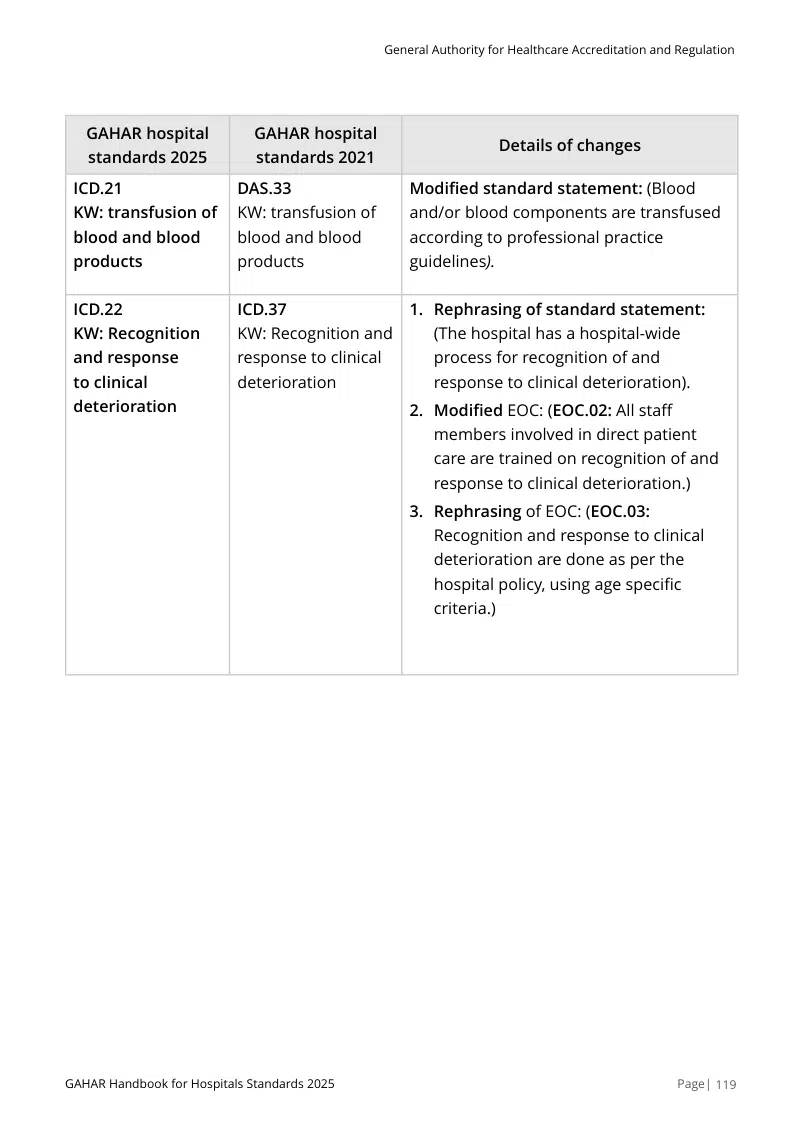 General Authority for Healthcare Accreditation and Regulation
GAHAR hospital
standards 2025
GAHAR hospital
standards 2021
Details of changes
ICD.21
KW: transfusion of
blood and blood
products
DAS.33
KW: transfusion of
blood and blood
products
Modified standard statement: (Blood
and/or blood components are transfused
according to professional practice
guidelines).
ICD.22
KW: Recognition
and response
to clinical
deterioration
ICD.37
KW: Recognition and
response to clinical
deterioration
1. Rephrasing of standard statement:
(The hospital has a hospital-wide
process for recognition of and
response to clinical deterioration).
2. Modified EOC: (EOC.02: All staff
members involved in direct patient
care are trained on recognition of and
response to clinical deterioration.)
3. Rephrasing of EOC: (EOC.03:
Recognition and response to clinical
deterioration are done as per the
hospital policy, using age specific
criteria.)
GAHAR Handbook for Hospitals Standards 2025
Page| 119